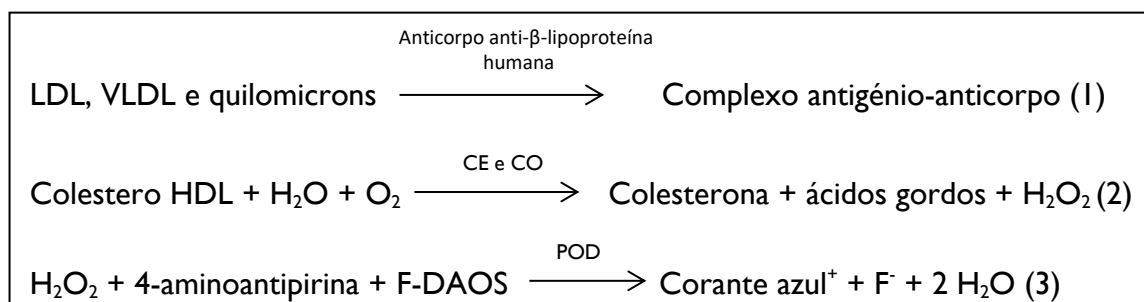 Anticorpo anti-β-lipoproteína
humana
LDL, VLDL e quilomicrons ⟶ Complexo antigénio-anticorpo (1)
CE e CO
Colestero HDL + H₂O + O₂ ⟶ Colesterona + ácidos gordos + H₂O₂ (2)
POD
H₂O₂ + 4-aminoantipirina + F-DAOS ⟶ Corante azul⁺ + F⁻ + 2 H₂O (3)